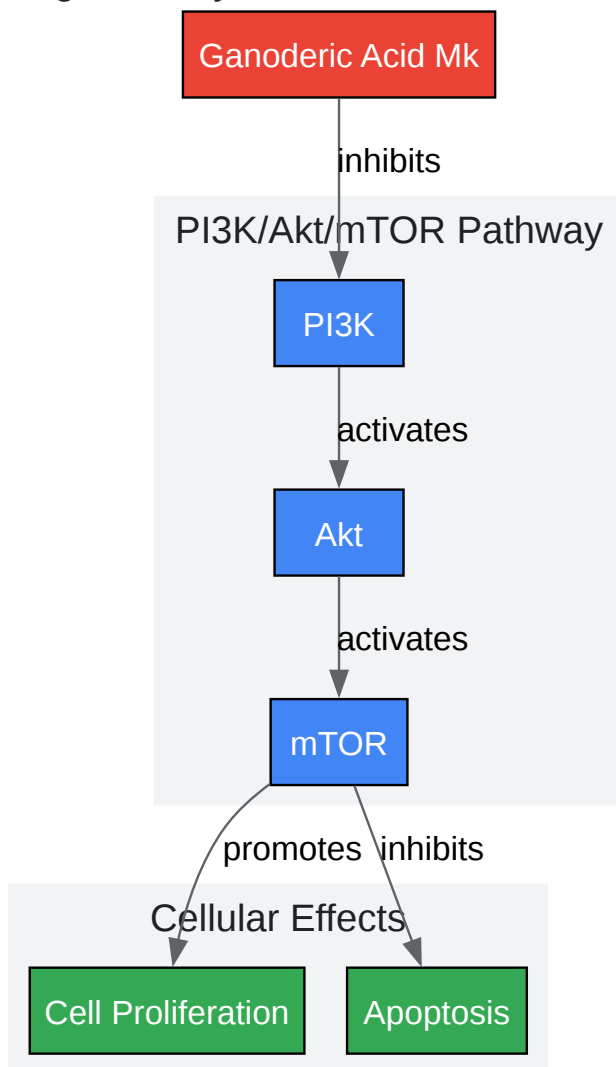 Ganoderic Acid Mk
inhibits
PI3K/Akt/mTOR Pathway
PI3K
activates
Akt
activates
mTOR
promotes inhibits
Cellular Effects
Cell Proliferation Apoptosis